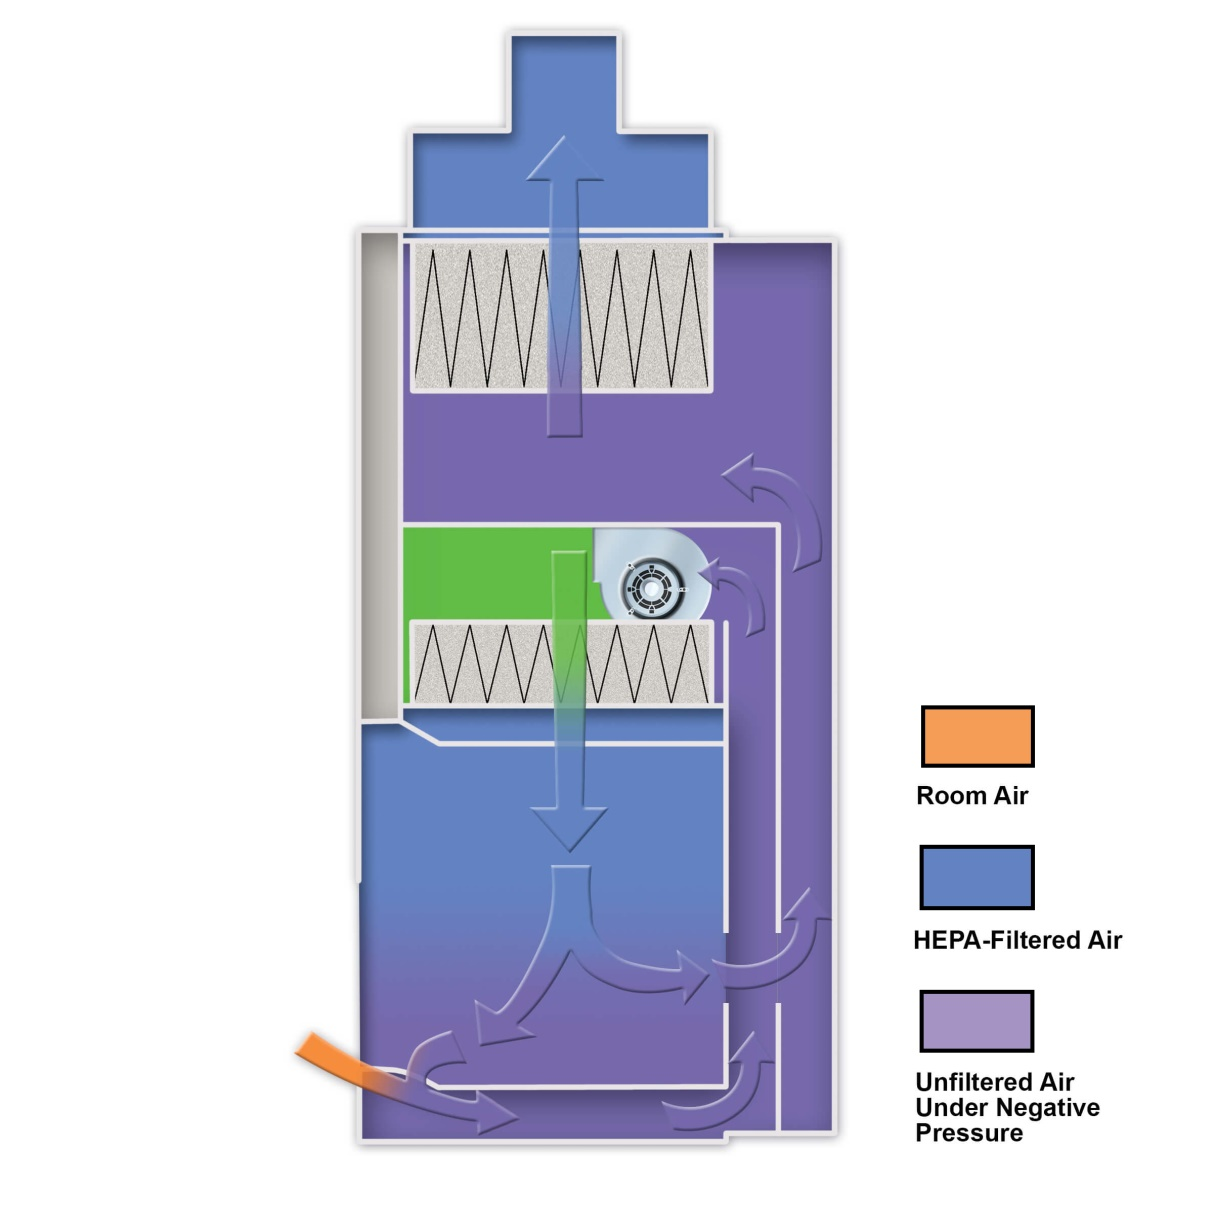 Room Air
HEPA-Filtered Air
Unfiltered Air
Under Negative
Pressure